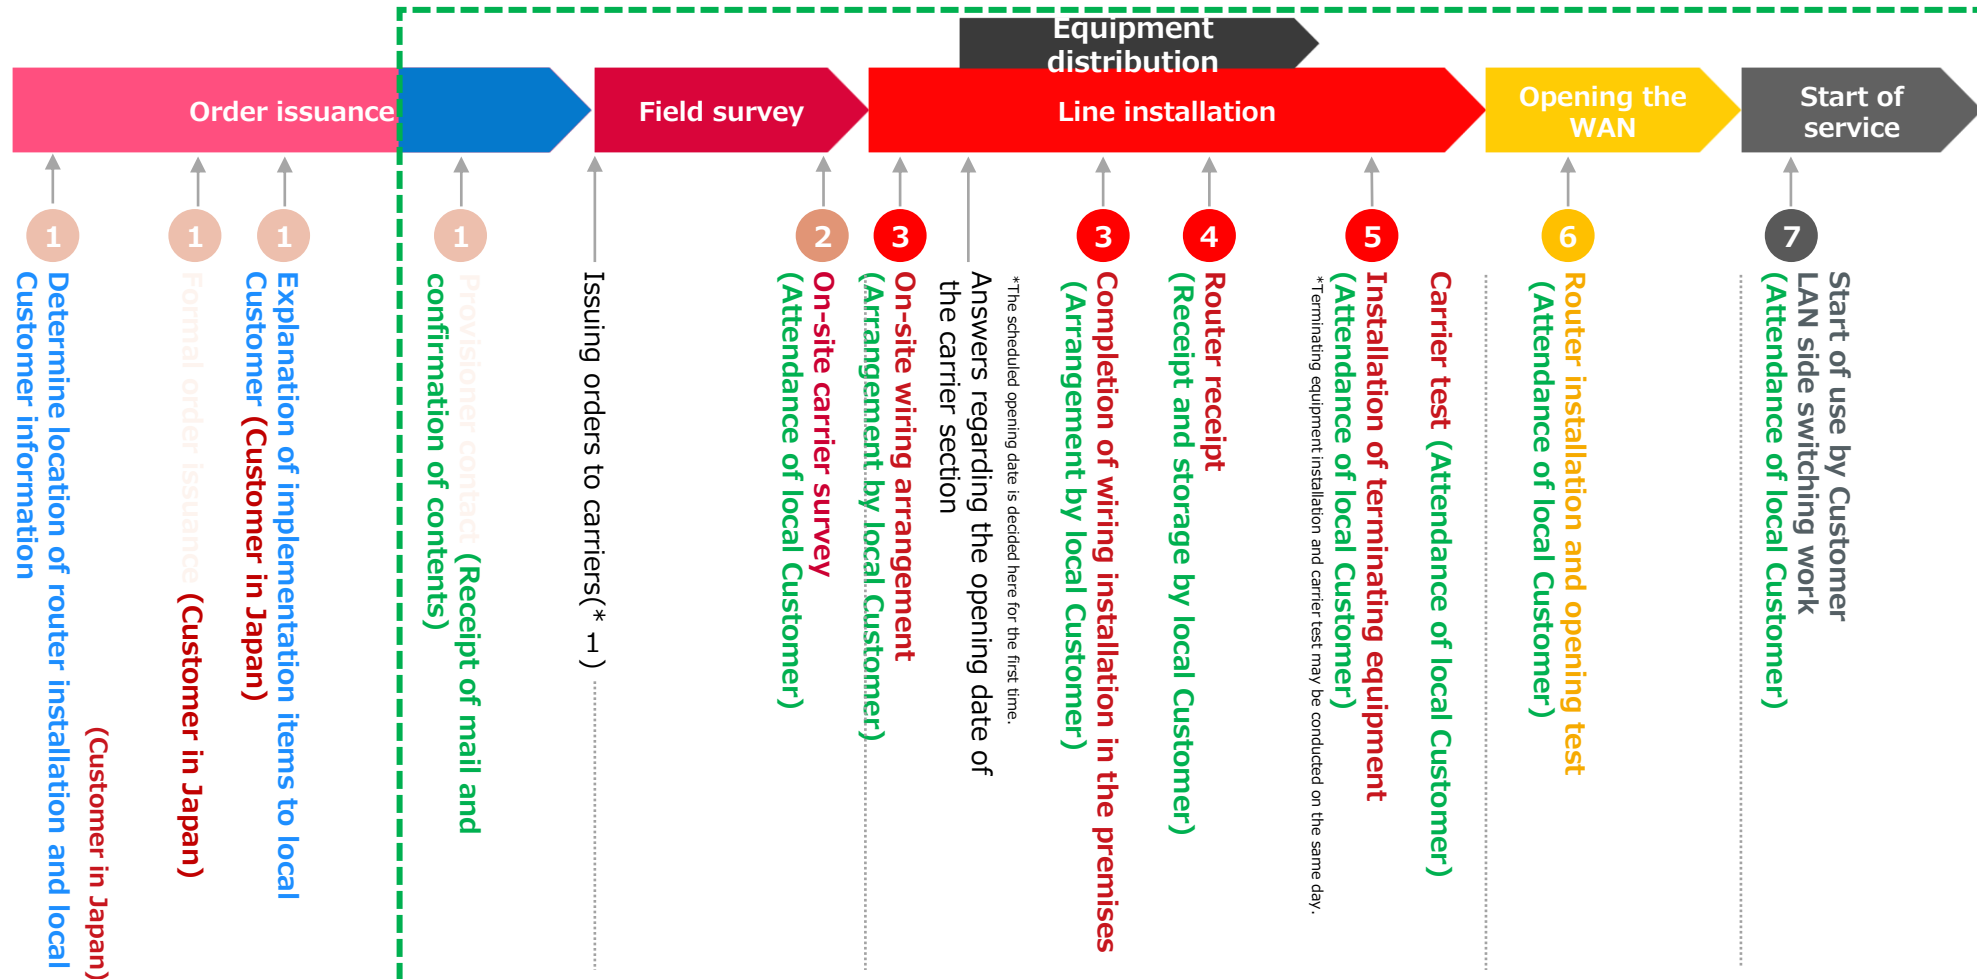 Equipment
distribution
Order issuance
Field survey
Line installation
Opening the
WAN
Start of
service
1
1
1
1
2
3
3
4
5
6
7
Determine location of router installation and local
Customer information
(Customer in Japan)
Formal order issuance (Customer in Japan)
Explanation of implementation items to local
Customer (Customer in Japan)
Provisioner contact (Receipt of mail and
confirmation of contents)
Issuing orders to carriers(*1)
On-site carrier survey
(Attendance of local Customer)
On-site wiring arrangement
(Arrangement by local Customer)
*The scheduled opening date is decided here for the first time.
Answers regarding the opening date of
the carrier section
Completion of wiring installation in the premises
(Arrangement by local Customer)
Router receipt
(Receipt and storage by local Customer)
Carrier test (Attendance of local Customer)
Installation of terminating equipment
(Attendance of local Customer)
*Terminating equipment installation and carrier test may be conducted on the same day.
Router installation and opening test
(Attendance of local Customer)
Start of use by Customer
LAN side switching work
(Attendance of local Customer)